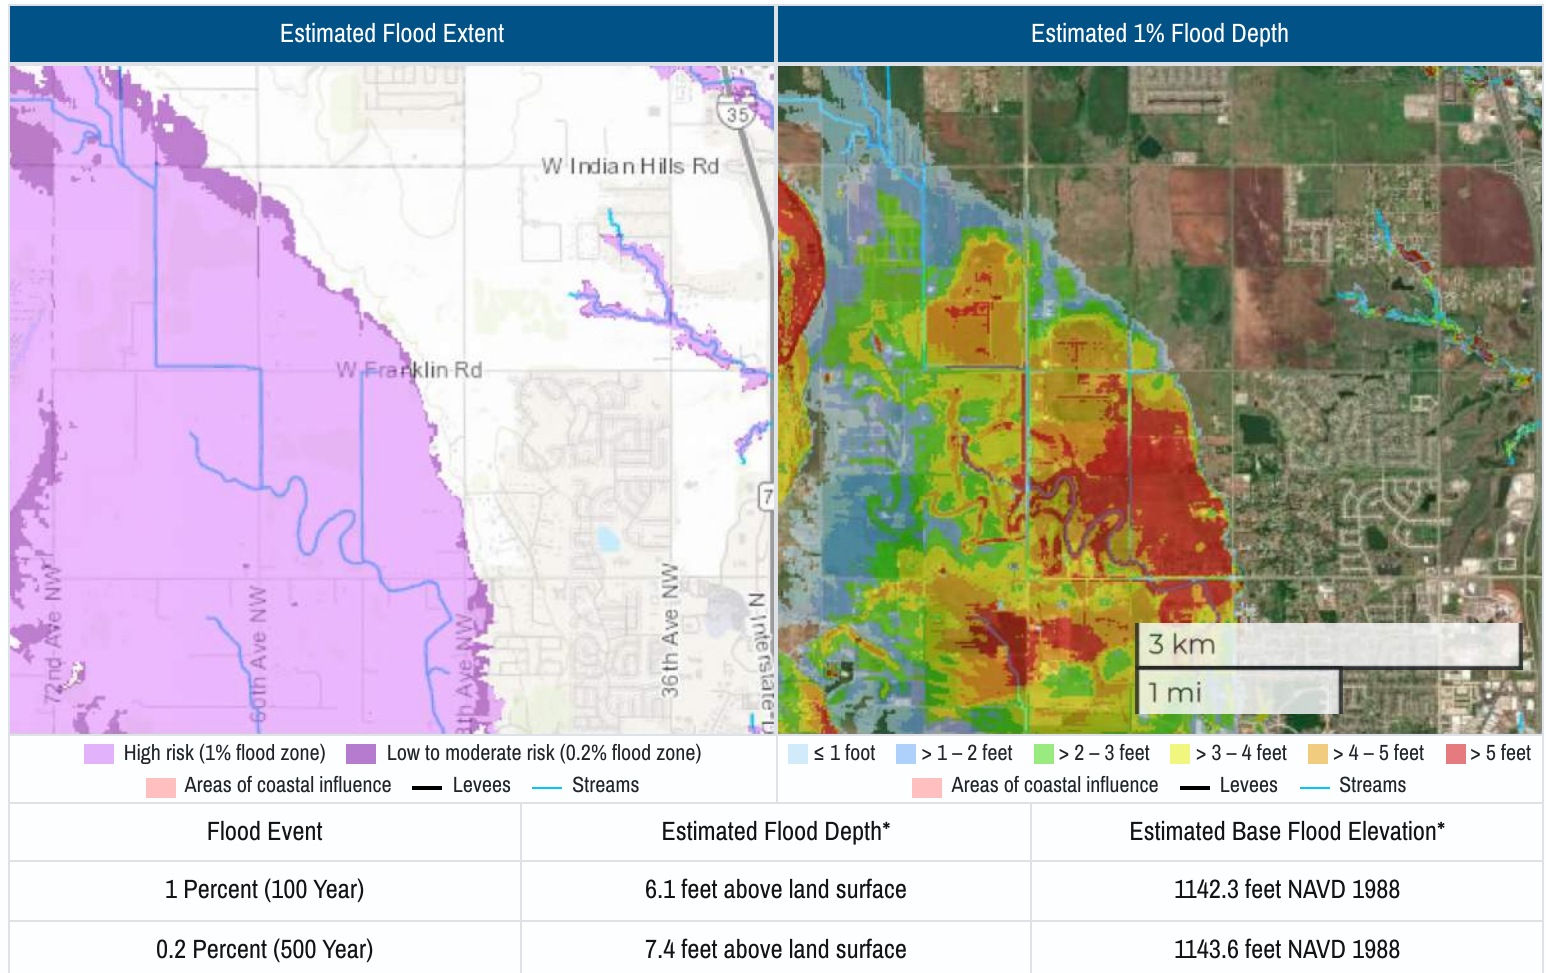 Estimated Flood Extent
Estimated 1% Flood Depth
35
W Indian Hills Rd
W Franklin Rd
7
72nd Ave NW
60th Ave NW
8th Ave NW
36th Ave NW
N Interstate D
3 km
1 mi
High risk (1% flood zone) Low to moderate risk (0.2% flood zone)
Areas of coastal influence Levees Streams
≤ 1 foot > 1 – 2 feet > 2 – 3 feet > 3 – 4 feet > 4 – 5 feet > 5 feet
Areas of coastal influence Levees Streams
Flood Event Estimated Flood Depth* Estimated Base Flood Elevation*
1 Percent (100 Year) 6.1 feet above land surface 1142.3 feet NAVD 1988
0.2 Percent (500 Year) 7.4 feet above land surface 1143.6 feet NAVD 1988